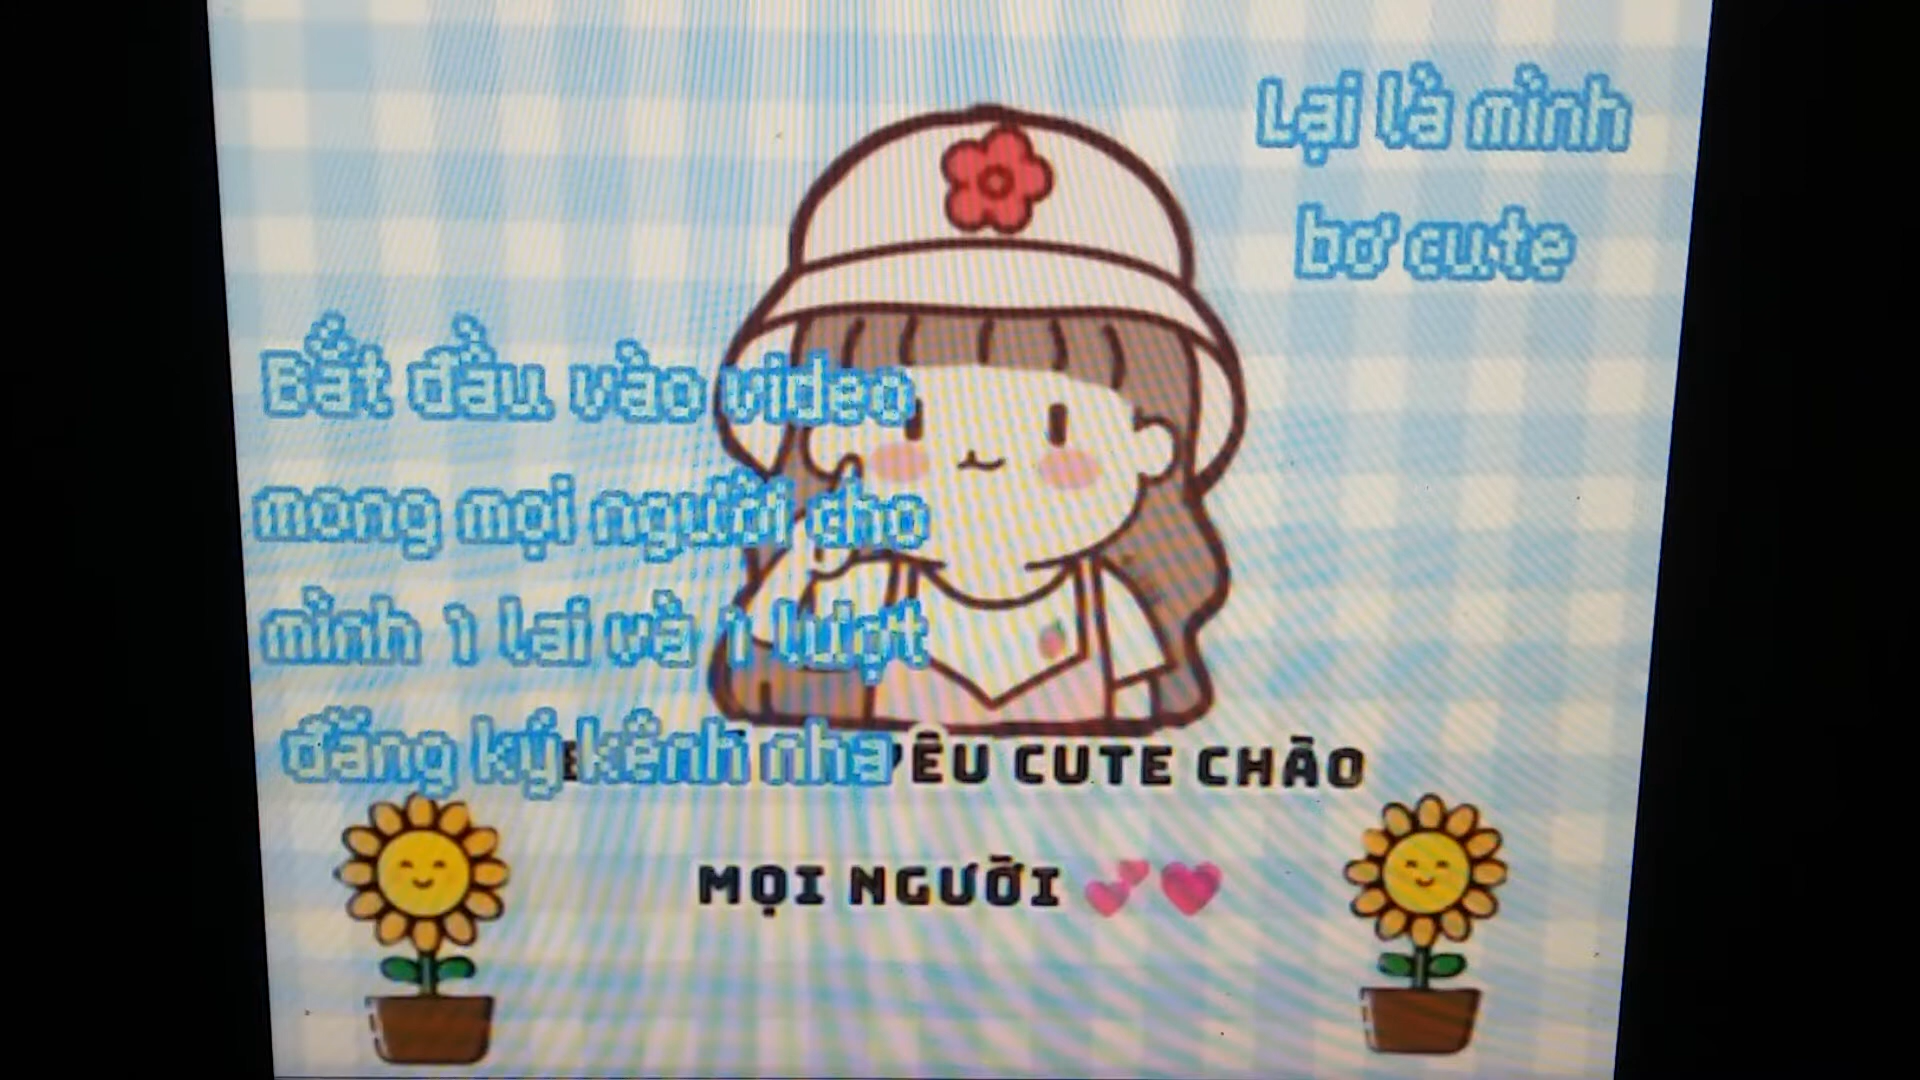 Lại là mình
bơ cute
Bắt đầu vào video
mong mọi người cho
mình 1 lai và 1 lượt
đăng ký kênh nha
YÊU CUTE CHÀO
MỌI NGƯỜI 💕💗